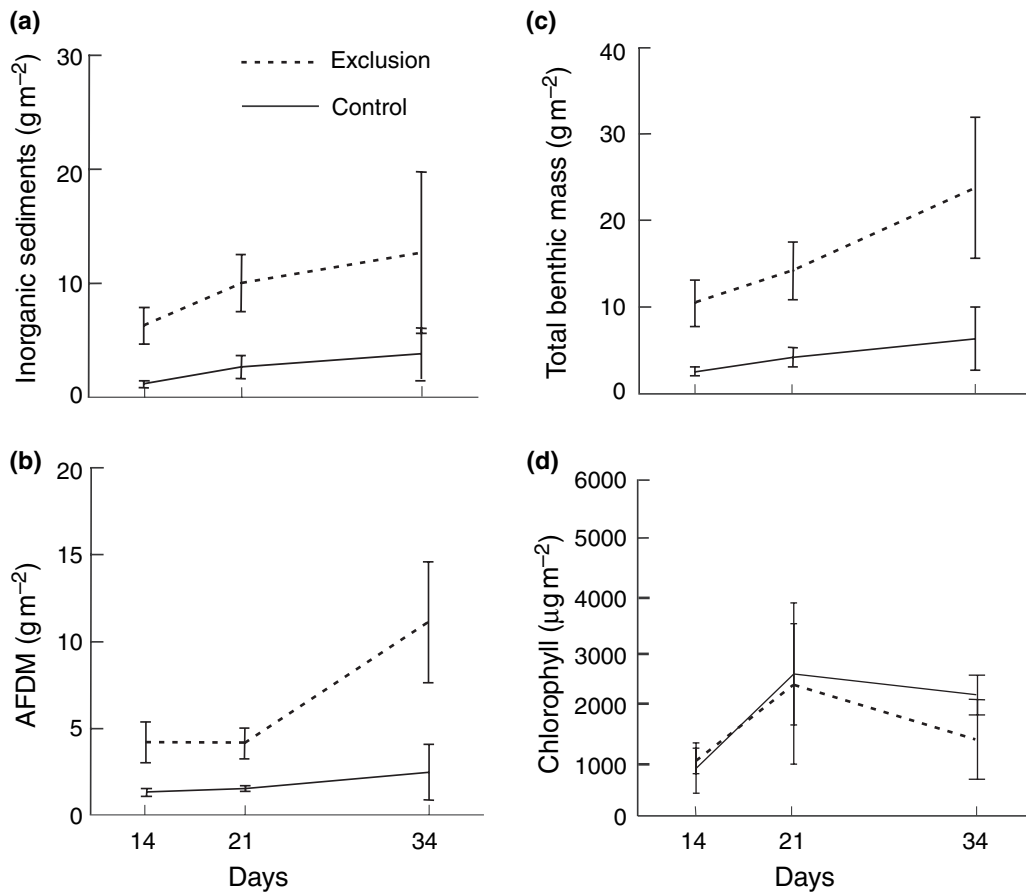 (a)
Inorganic sediments (g m⁻²)
30
20
10
0
Exclusion
Control
(c)
Total benthic mass (g m⁻²)
40
30
20
10
0
(b)
AFDM (g m⁻²)
20
15
10
5
0
14 21 34
Days
(d)
Chlorophyll (μg m⁻²)
6000
5000
4000
3000
2000
1000
0
14 21 34
Days